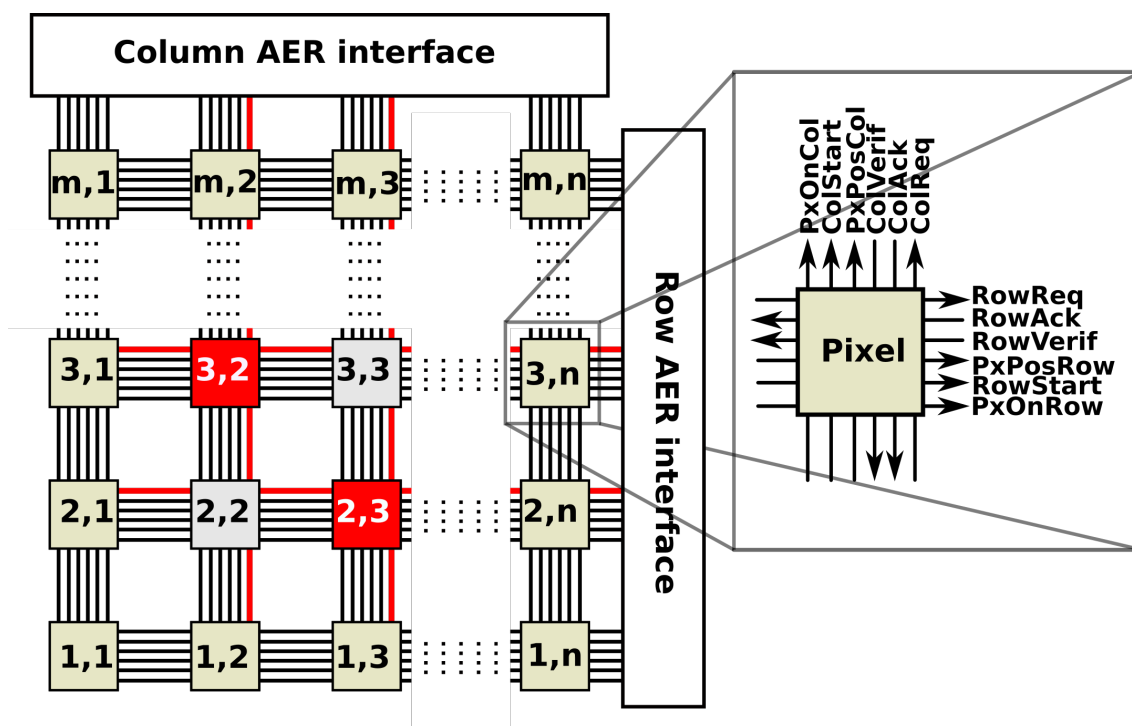 Column AER interface
m,1
m,2
m,3
m,n
3,1
3,2
3,3
3,n
2,1
2,2
2,3
2,n
1,1
1,2
1,3
1,n
Row AER interface
PxOnCol
ColStart
PxPosCol
ColVerif
ColAck
ColReq
Pixel
RowReq
RowAck
RowVerif
PxPosRow
RowStart
PxOnRow